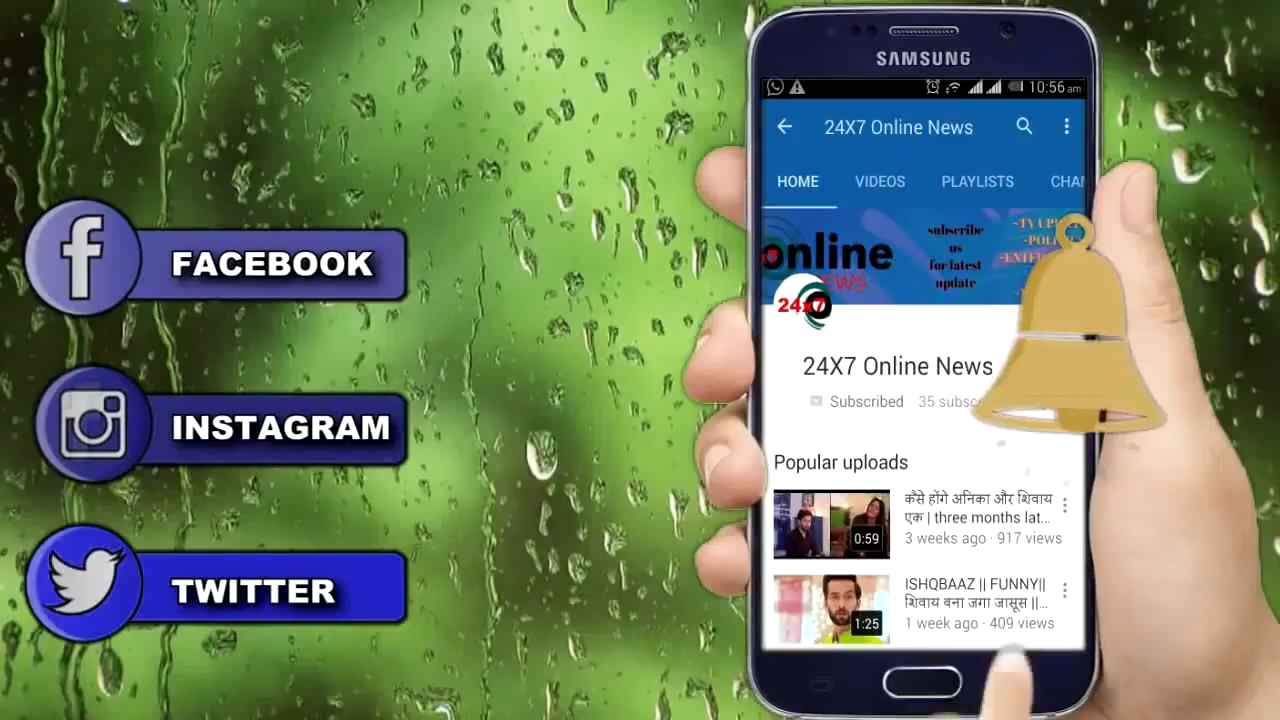 FACEBOOK
INSTAGRAM
TWITTER
SAMSUNG
10:56 am
24X7 Online News
HOME VIDEOS PLAYLISTS CHAN
online
NEWS
subscribe
us
for latest
update
24x7
24X7 Online News
Subscribed 35 subsc
Popular uploads
कैसे होंगे अनिका और शिवाय
एक | three months lat...
3 weeks ago · 917 views
0:59
ISHQBAAZ || FUNNY||
शिवाय बना जगा जासूस ||...
1 week ago · 409 views
1:25